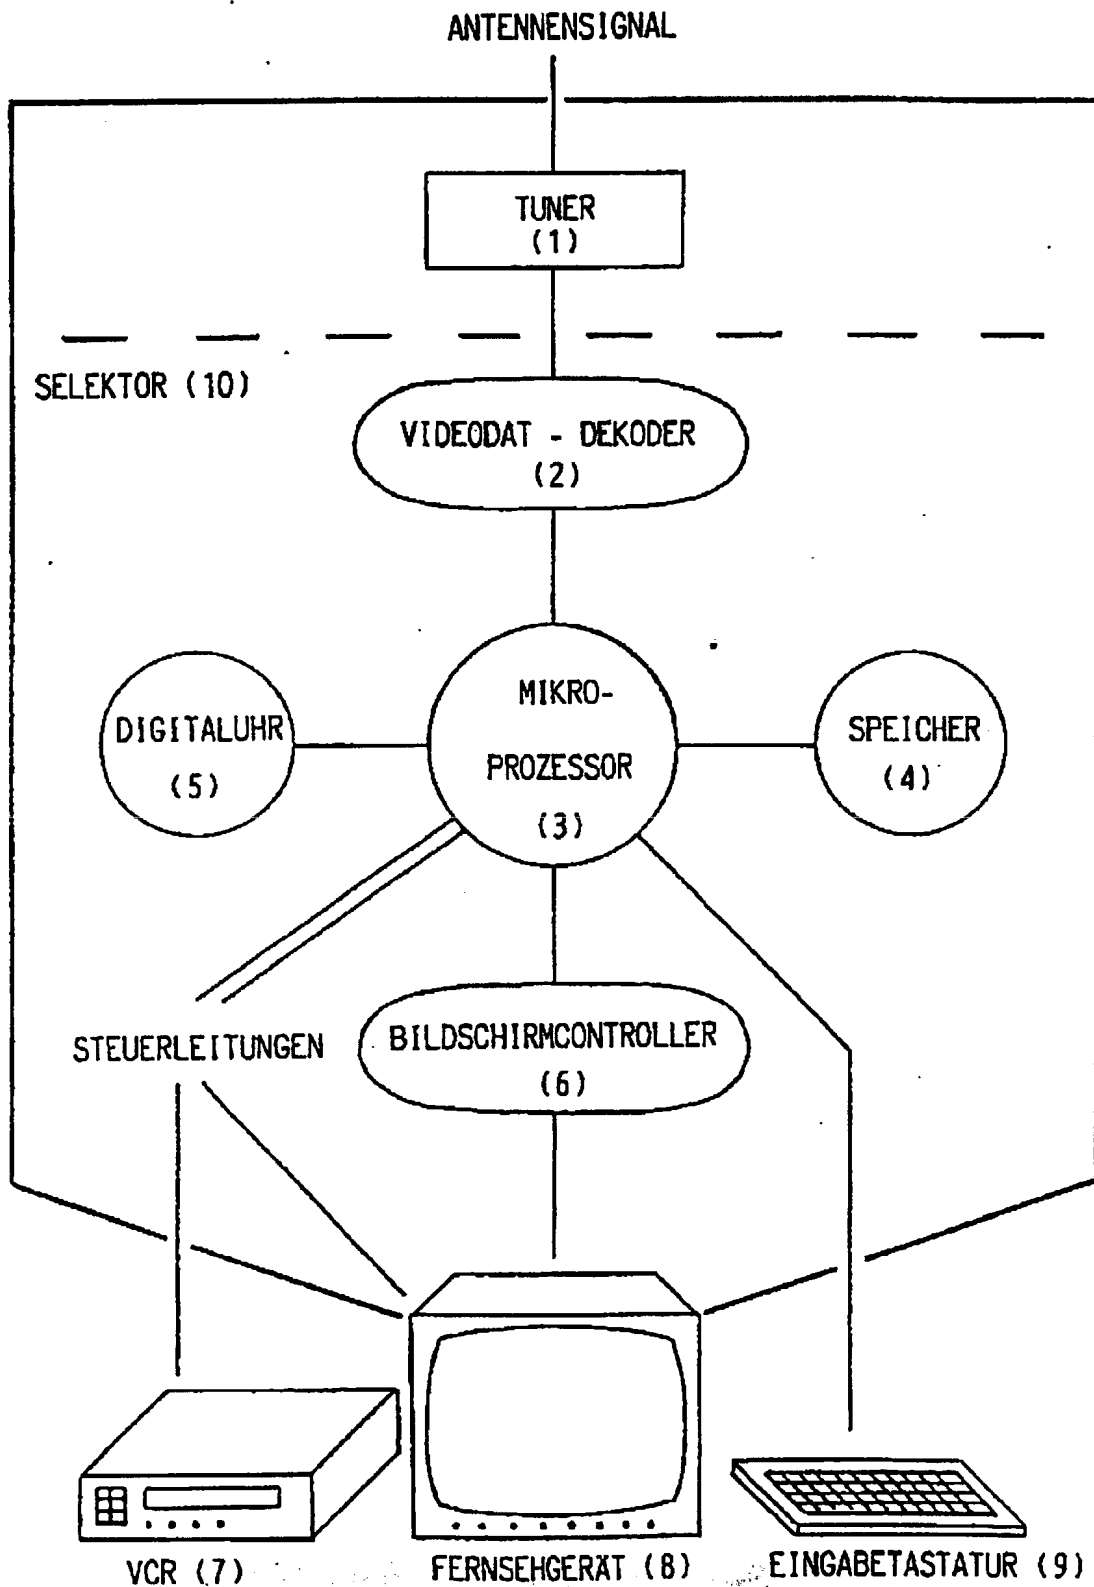 ANTENNENSIGNAL
TUNER
(1)
SELEKTOR (10)
VIDEODAT - DEKODER
(2)
MIKRO-
PROZESSOR
(3)
DIGITALUHR
(5)
SPEICHER
(4)
STEUERLEITUNGEN
BILDSCHIRMCONTROLLER
(6)
VCR (7)
FERNSEHGERÄT (8)
EINGABETASTATUR (9)